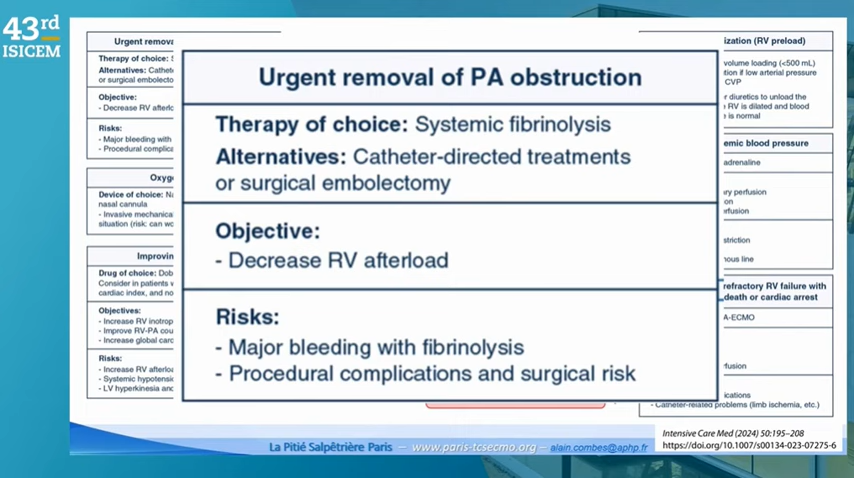 43rd
ISICEM
Urgent remova
Therapy of choice:
Alternatives: Cathet
or surgical embolecto
Objective:
- Decrease RV afterlo
Risks:
- Major bleeding with
- Procedural complica
Oxyg
Device of choice: Na
nasal cannula
- Invasive mechanica
situation (risk: can wo
Improvin
Drug of choice: Dob
Consider in patients w
cardiac index, and no
Objectives:
- Increase RV inotrop
- Improve RV-PA cou
- Increase global card
Risks:
- Increase RV afterloa
- Systemic hypotensio
- LV hyperkinesia and
Urgent removal of PA obstruction
Therapy of choice: Systemic fibrinolysis
Alternatives: Catheter-directed treatments
or surgical embolectomy
Objective:
- Decrease RV afterload
Risks:
- Major bleeding with fibrinolysis
- Procedural complications and surgical risk
ization (RV preload)
volume loading (<500 mL)
tion if low arterial pressure
CVP
r diuretics to unload the
RV is dilated and blood
is normal
emic blood pressure
adrenaline
ary perfusion
on
rfusion
striction
nous line
refractory RV failure with
death or cardiac arrest
A-ECMO
rfusion
ications
- Catheter-related problems (limb ischemia, etc.)
Intensive Care Med (2024) 50:195–208
https://doi.org/10.1007/s00134-023-07275-6
La Pitié Salpêtrière Paris – www.paris-tcsecmo.org – alain.combes@aphp.fr